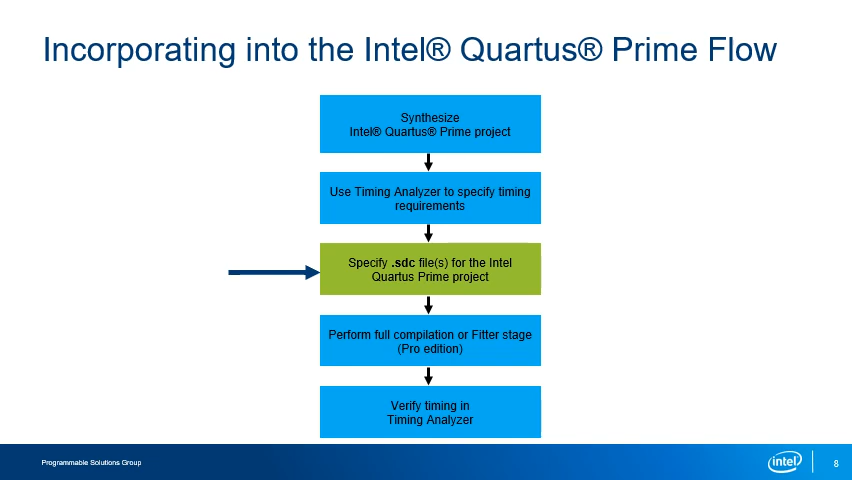 Incorporating into the Intel® Quartus® Prime Flow
Synthesize
Intel® Quartus® Prime project
Use Timing Analyzer to specify timing
requirements
Specify .sdc file(s) for the Intel
Quartus Prime project
Perform full compilation or Fitter stage
(Pro edition)
Verify timing in
Timing Analyzer
Programmable Solutions Group
intel
8